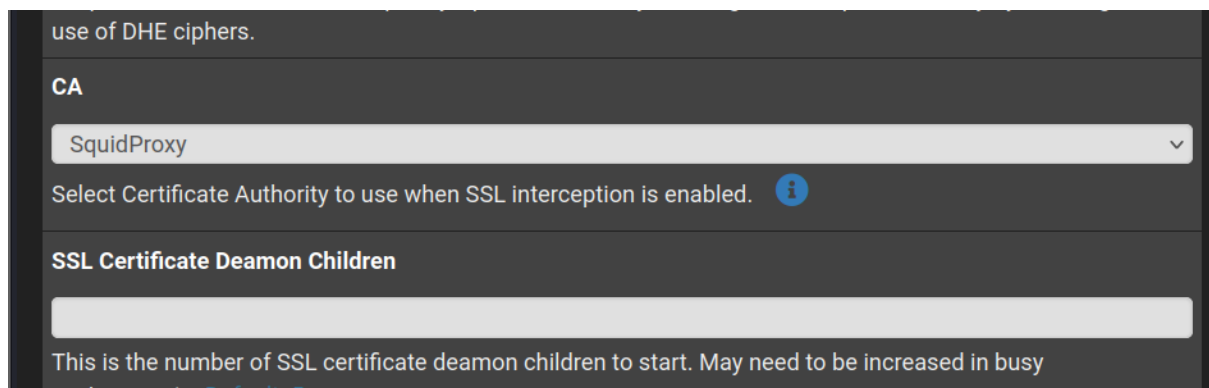 use of DHE ciphers.
CA
SquidProxy
Select Certificate Authority to use when SSL interception is enabled.
SSL Certificate Deamon Children
This is the number of SSL certificate deamon children to start. May need to be increased in busy